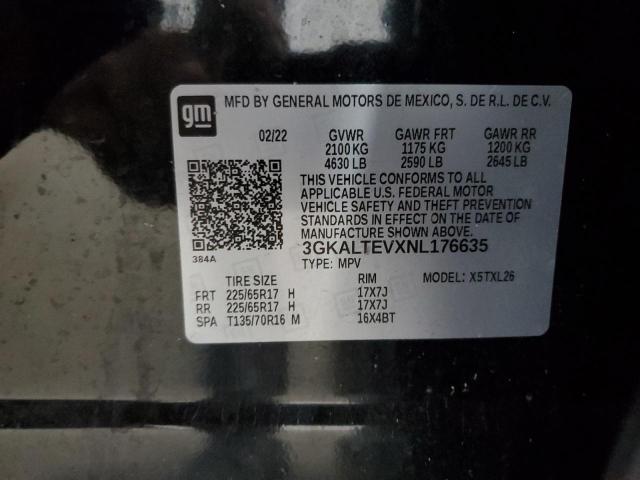 gm
MFD BY GENERAL MOTORS DE MEXICO, S. DE R.L. DE C.V.
02/22 GVWR GAWR FRT GAWR RR
2100 KG 1175 KG 1200 KG
4630 LB 2590 LB 2645 LB
THIS VEHICLE CONFORMS TO ALL
APPLICABLE U.S. FEDERAL MOTOR
VEHICLE SAFETY AND THEFT PREVENTION
STANDARDS IN EFFECT ON THE DATE OF
MANUFACTURE SHOWN ABOVE.
384A
3GKALTEVXNL176635
TYPE: MPV MODEL: X5TXL26
TIRE SIZE RIM
FRT 225/65R17 H 17X7J
RR 225/65R17 H 17X7J
SPA T135/70R16 M 16X4BT